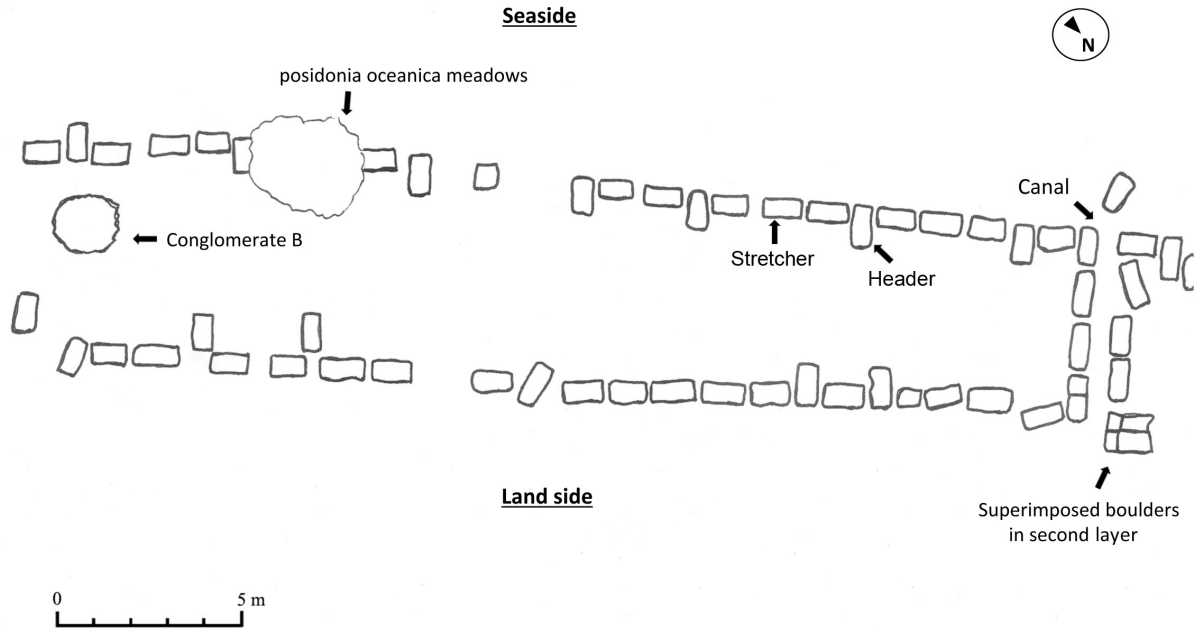 Seaside
N
posidonia oceanica meadows
Canal
Conglomerate B
Stretcher
Header
Land side
Superimposed boulders
in second layer
0
5 m